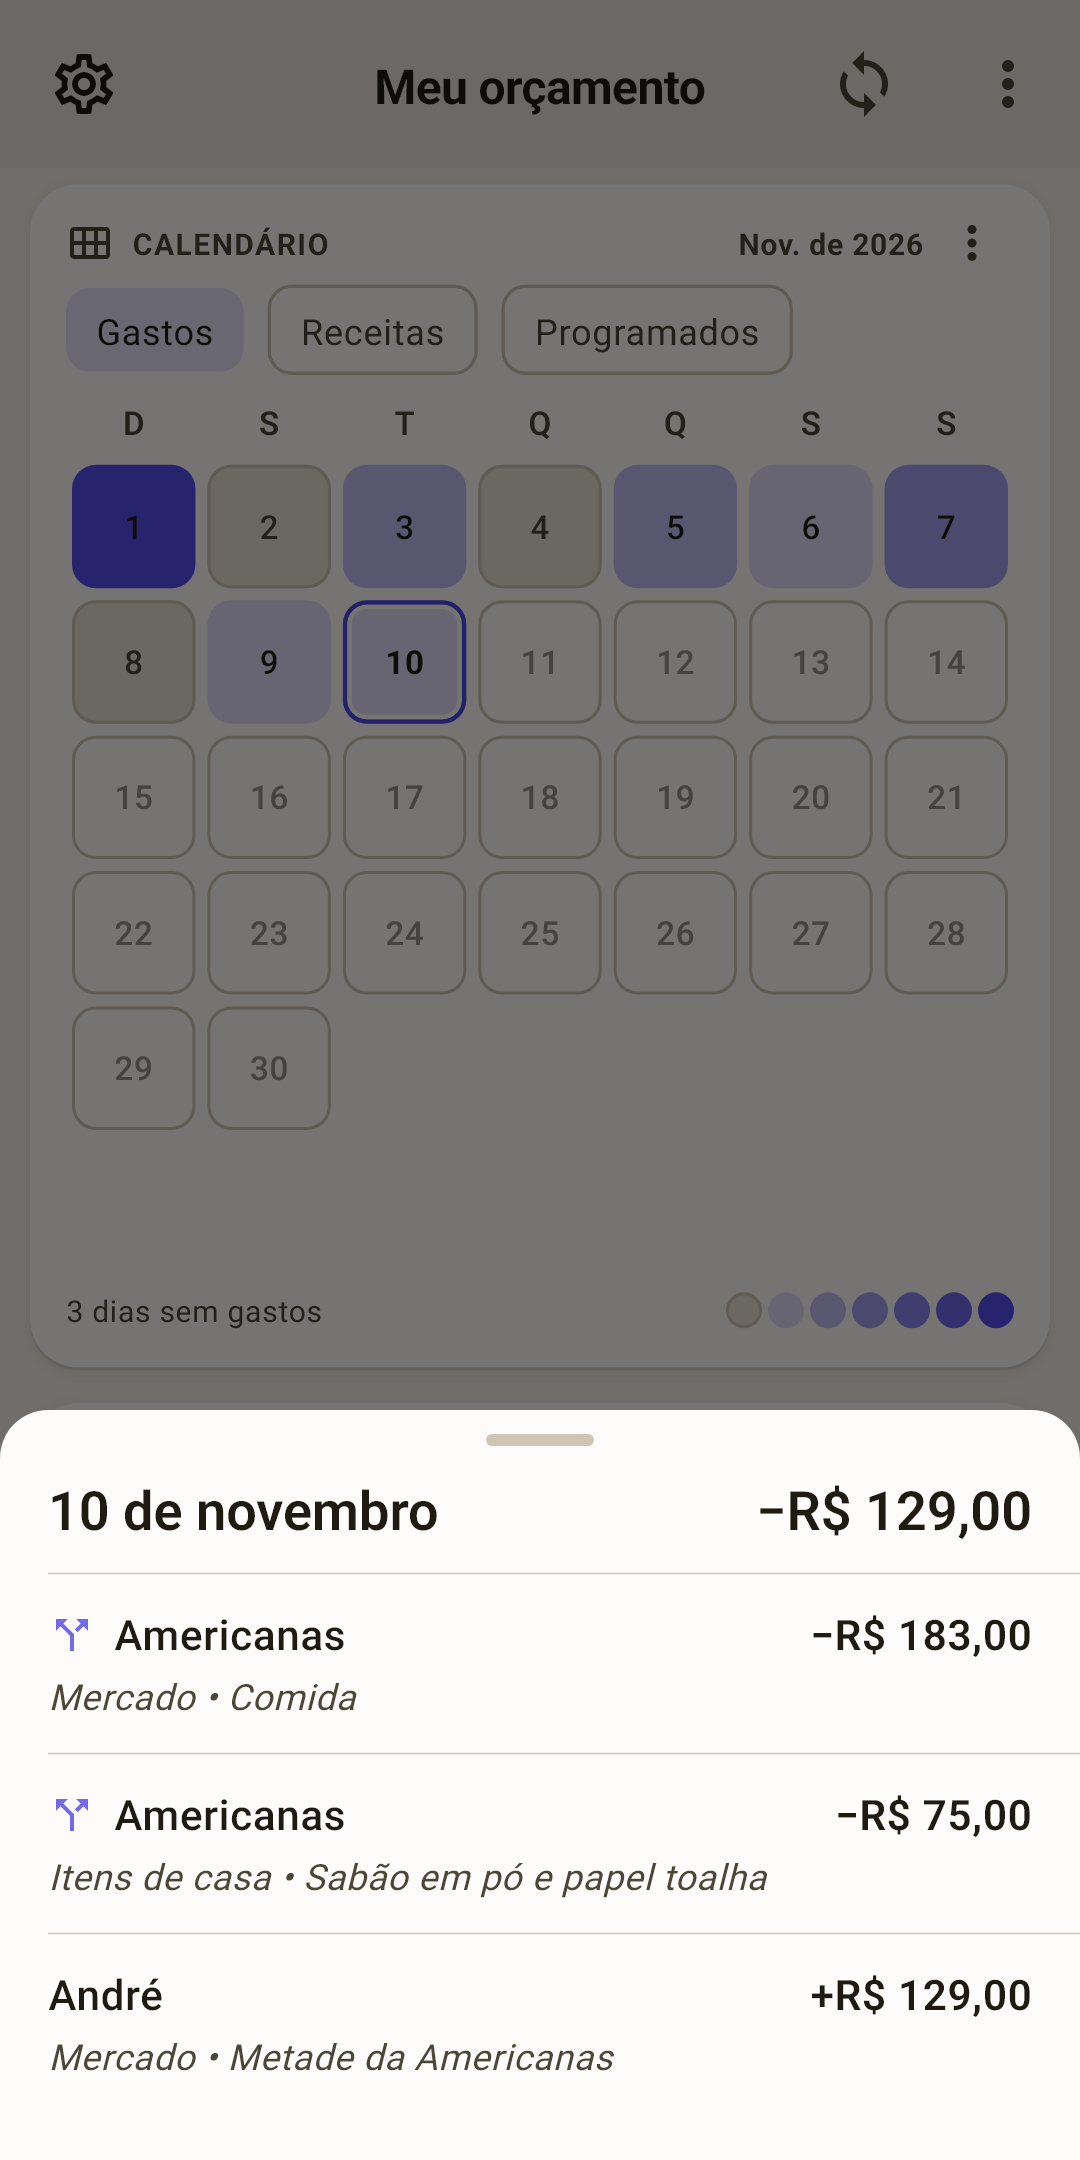 Meu orçamento
CALENDÁRIO Nov. de 2026
Gastos Receitas Programados
D S T Q Q S S
1 2 3 4 5 6 7
8 9 10 11 12 13 14
15 16 17 18 19 20 21
22 23 24 25 26 27 28
29 30
3 dias sem gastos
10 de novembro −R$ 129,00
Americanas −R$ 183,00
Mercado • Comida
Americanas −R$ 75,00
Itens de casa • Sabão em pó e papel toalha
André +R$ 129,00
Mercado • Metade da Americanas